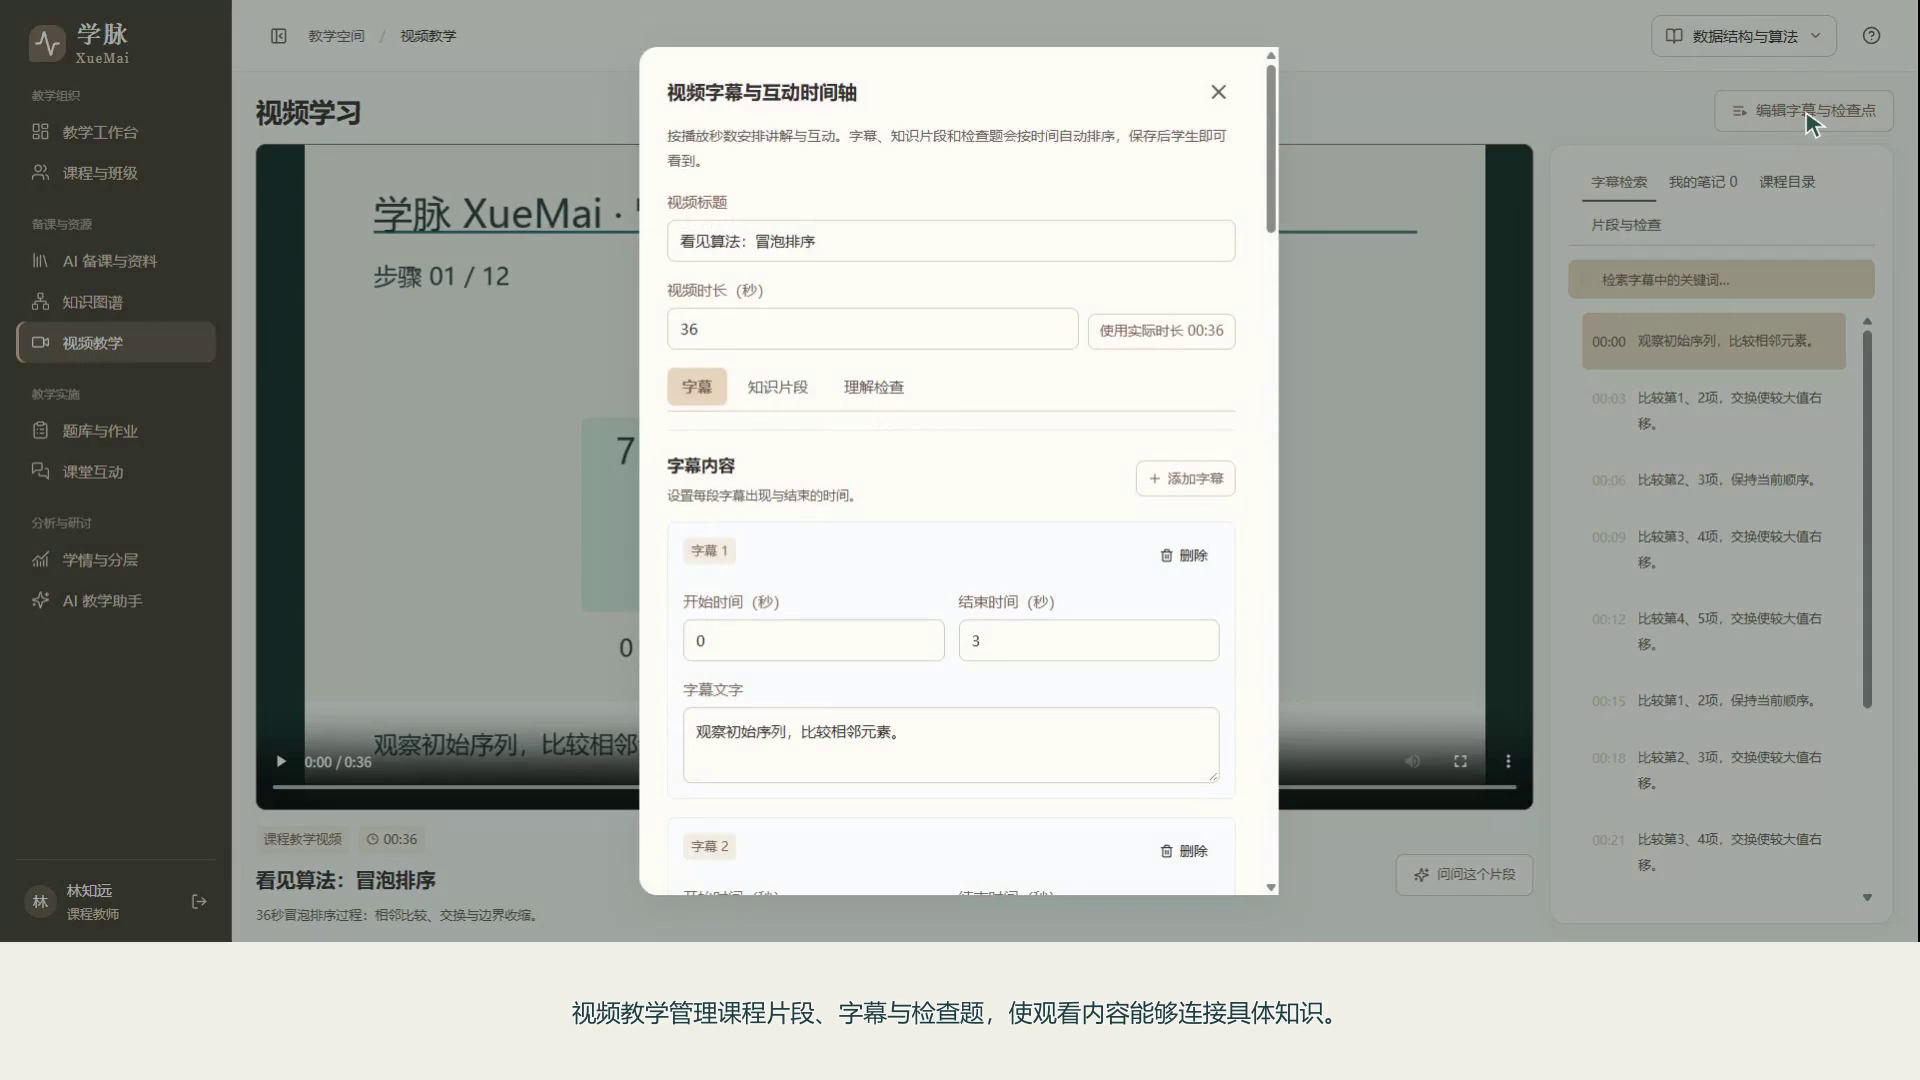 学脉
XueMai
教学组织
教学工作台
课程与班级
备课与资源
AI 备课与资料
知识图谱
视频教学
教学实施
题库与作业
课堂互动
分析与研讨
学情与分层
AI 教学助手
林
林知远
课程教师
教学空间 / 视频教学
数据结构与算法
视频学习
编辑字幕与检查点
学脉 XueMai ·
步骤 01 / 12
7
0
观察初始序列，比较相邻
0:00 / 0:36
课程教学视频
00:36
看见算法：冒泡排序
36秒冒泡排序过程：相邻比较、交换与边界收缩。
问问这个片段
视频字幕与互动时间轴
按播放秒数安排讲解与互动。字幕、知识片段和检查题会按时间自动排序，保存后学生即可
看到。
视频标题
看见算法：冒泡排序
视频时长（秒）
36
使用实际时长 00:36
字幕
知识片段
理解检查
字幕内容
设置每段字幕出现与结束的时间。
+ 添加字幕
字幕 1
删除
开始时间（秒）
结束时间（秒）
0
3
字幕文字
观察初始序列，比较相邻元素。
字幕 2
删除
字幕检索
我的笔记 0
课程目录
片段与检查
检索字幕中的关键词...
00:00 观察初始序列，比较相邻元素。
00:03 比较第1、2项，交换使较大值右
移。
00:06 比较第2、3项，保持当前顺序。
00:09 比较第3、4项，交换使较大值右
移。
00:12 比较第4、5项，交换使较大值右
移。
00:15 比较第1、2项，保持当前顺序。
00:18 比较第2、3项，交换使较大值右
移。
00:21 比较第3、4项，交换使较大值右
移。
视频教学管理课程片段、字幕与检查题，使观看内容能够连接具体知识。